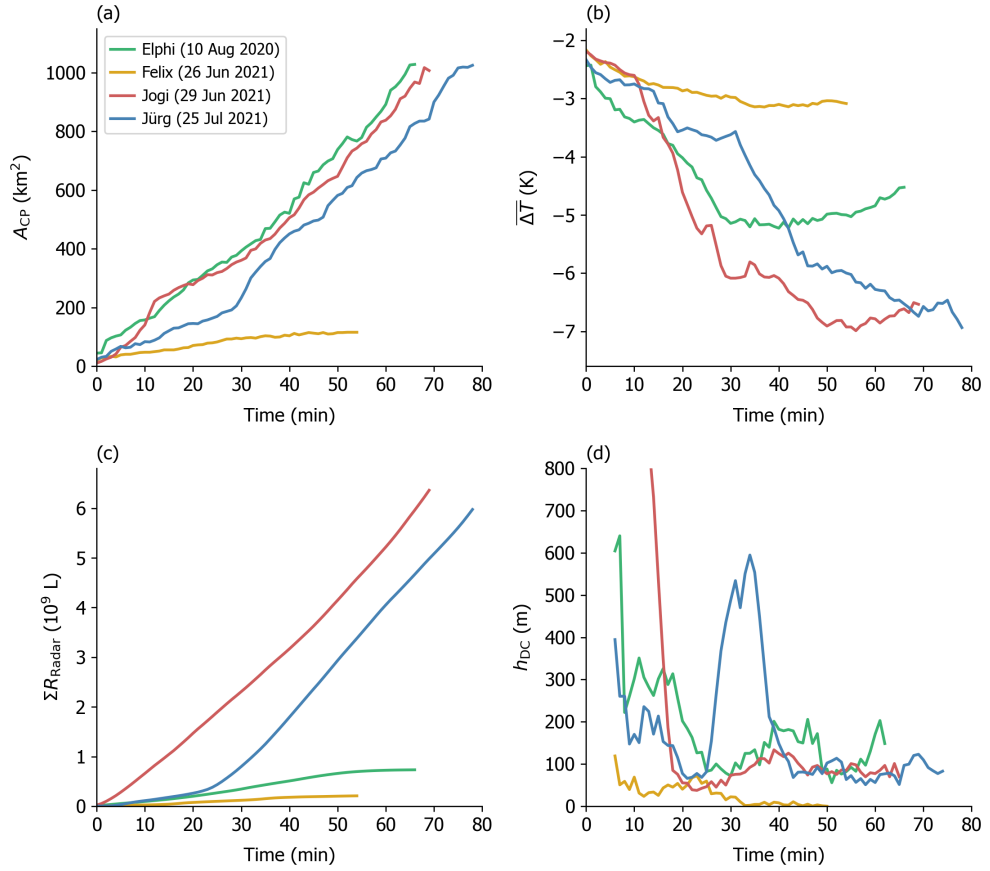 (a)
1000
800
600
400
200
0
A_CP (km²)
Elphi (10 Aug 2020)
Felix (26 Jun 2021)
Jogi (29 Jun 2021)
Jürg (25 Jul 2021)
0 10 20 30 40 50 60 70 80
Time (min)
(b)
−2
−3
−4
−5
−6
−7
ΔT̅ (K)
0 10 20 30 40 50 60 70 80
Time (min)
(c)
6
5
4
3
2
1
0
ΣR_Radar (10⁹ L)
0 10 20 30 40 50 60 70 80
Time (min)
(d)
800
700
600
500
400
300
200
100
0
h_DC (m)
0 10 20 30 40 50 60 70 80
Time (min)